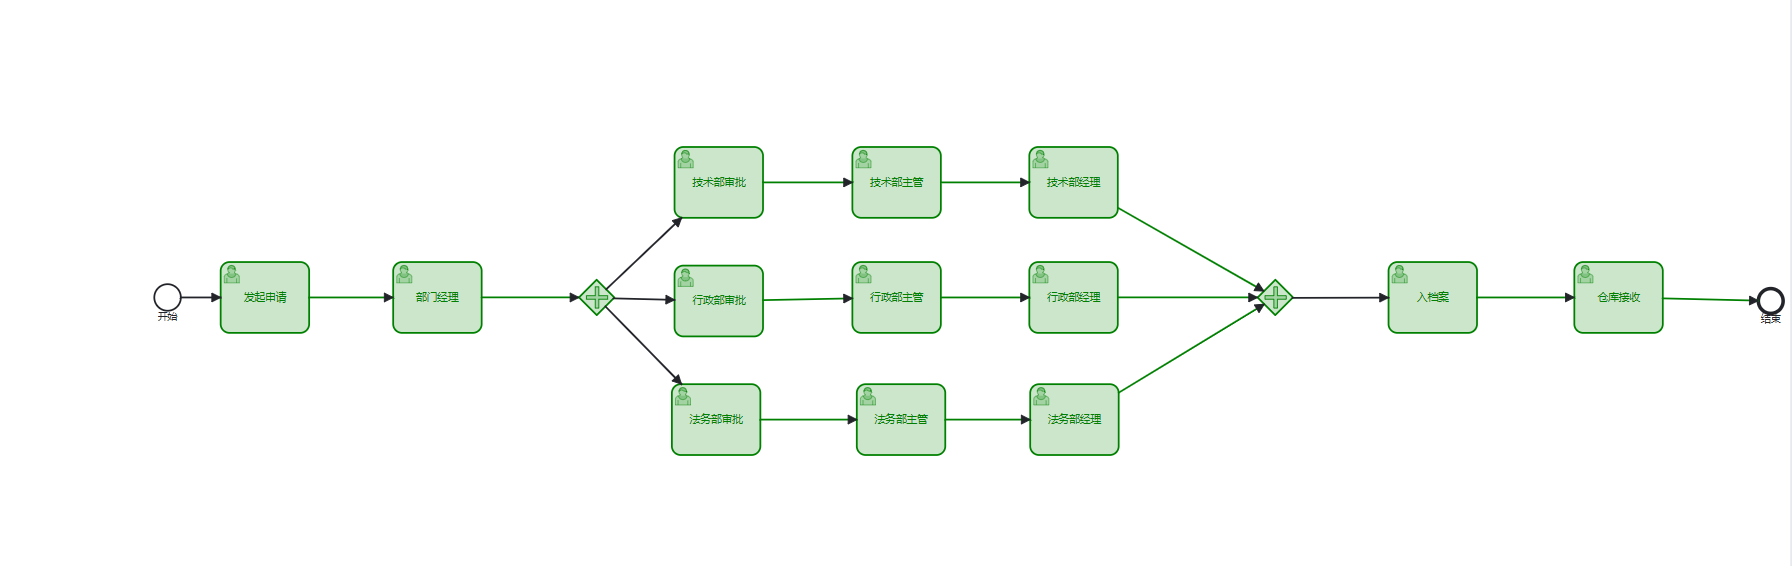 开始
发起申请
部门经理
技术部审批
技术部主管
技术部经理
行政部审批
行政部主管
行政部经理
法务部审批
法务部主管
法务部经理
入档案
仓库接收
结束